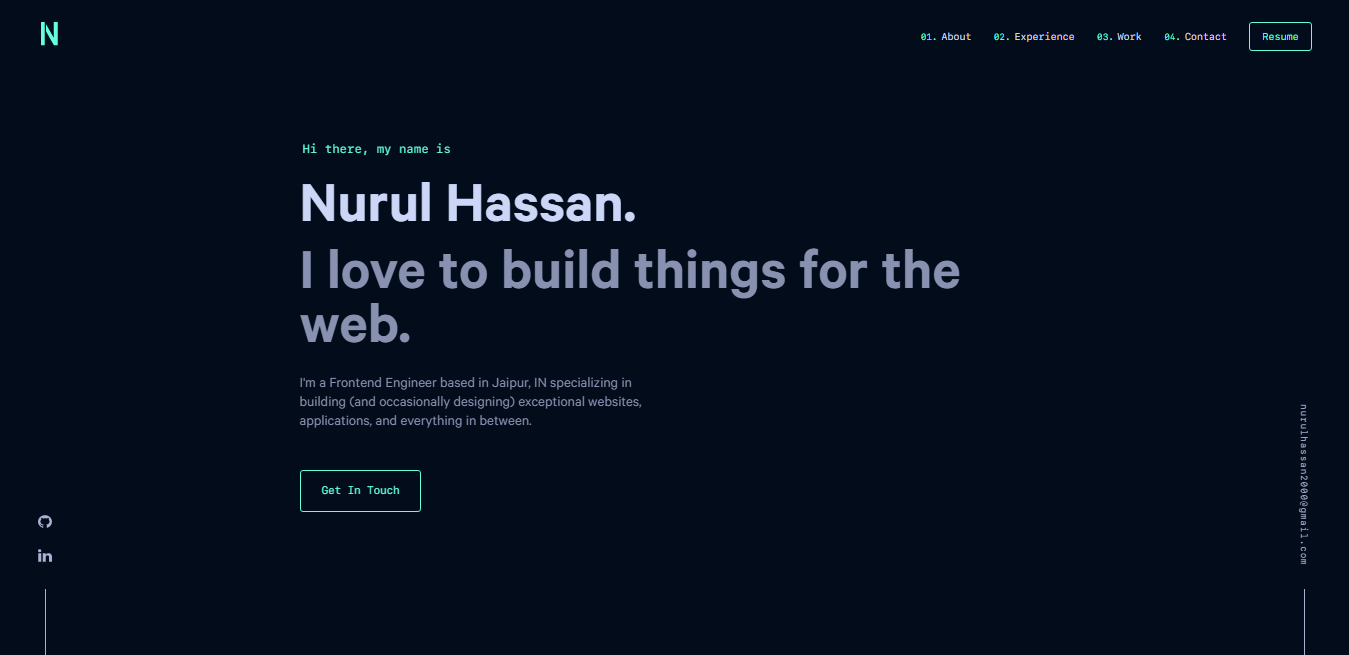 N
01. About 02. Experience 03. Work 04. Contact Resume
Hi there, my name is
Nurul Hassan.
I love to build things for the
web.
I'm a Frontend Engineer based in Jaipur, IN specializing in
building (and occasionally designing) exceptional websites,
applications, and everything in between.
Get In Touch
nurulhassan2000@gmail.com
in